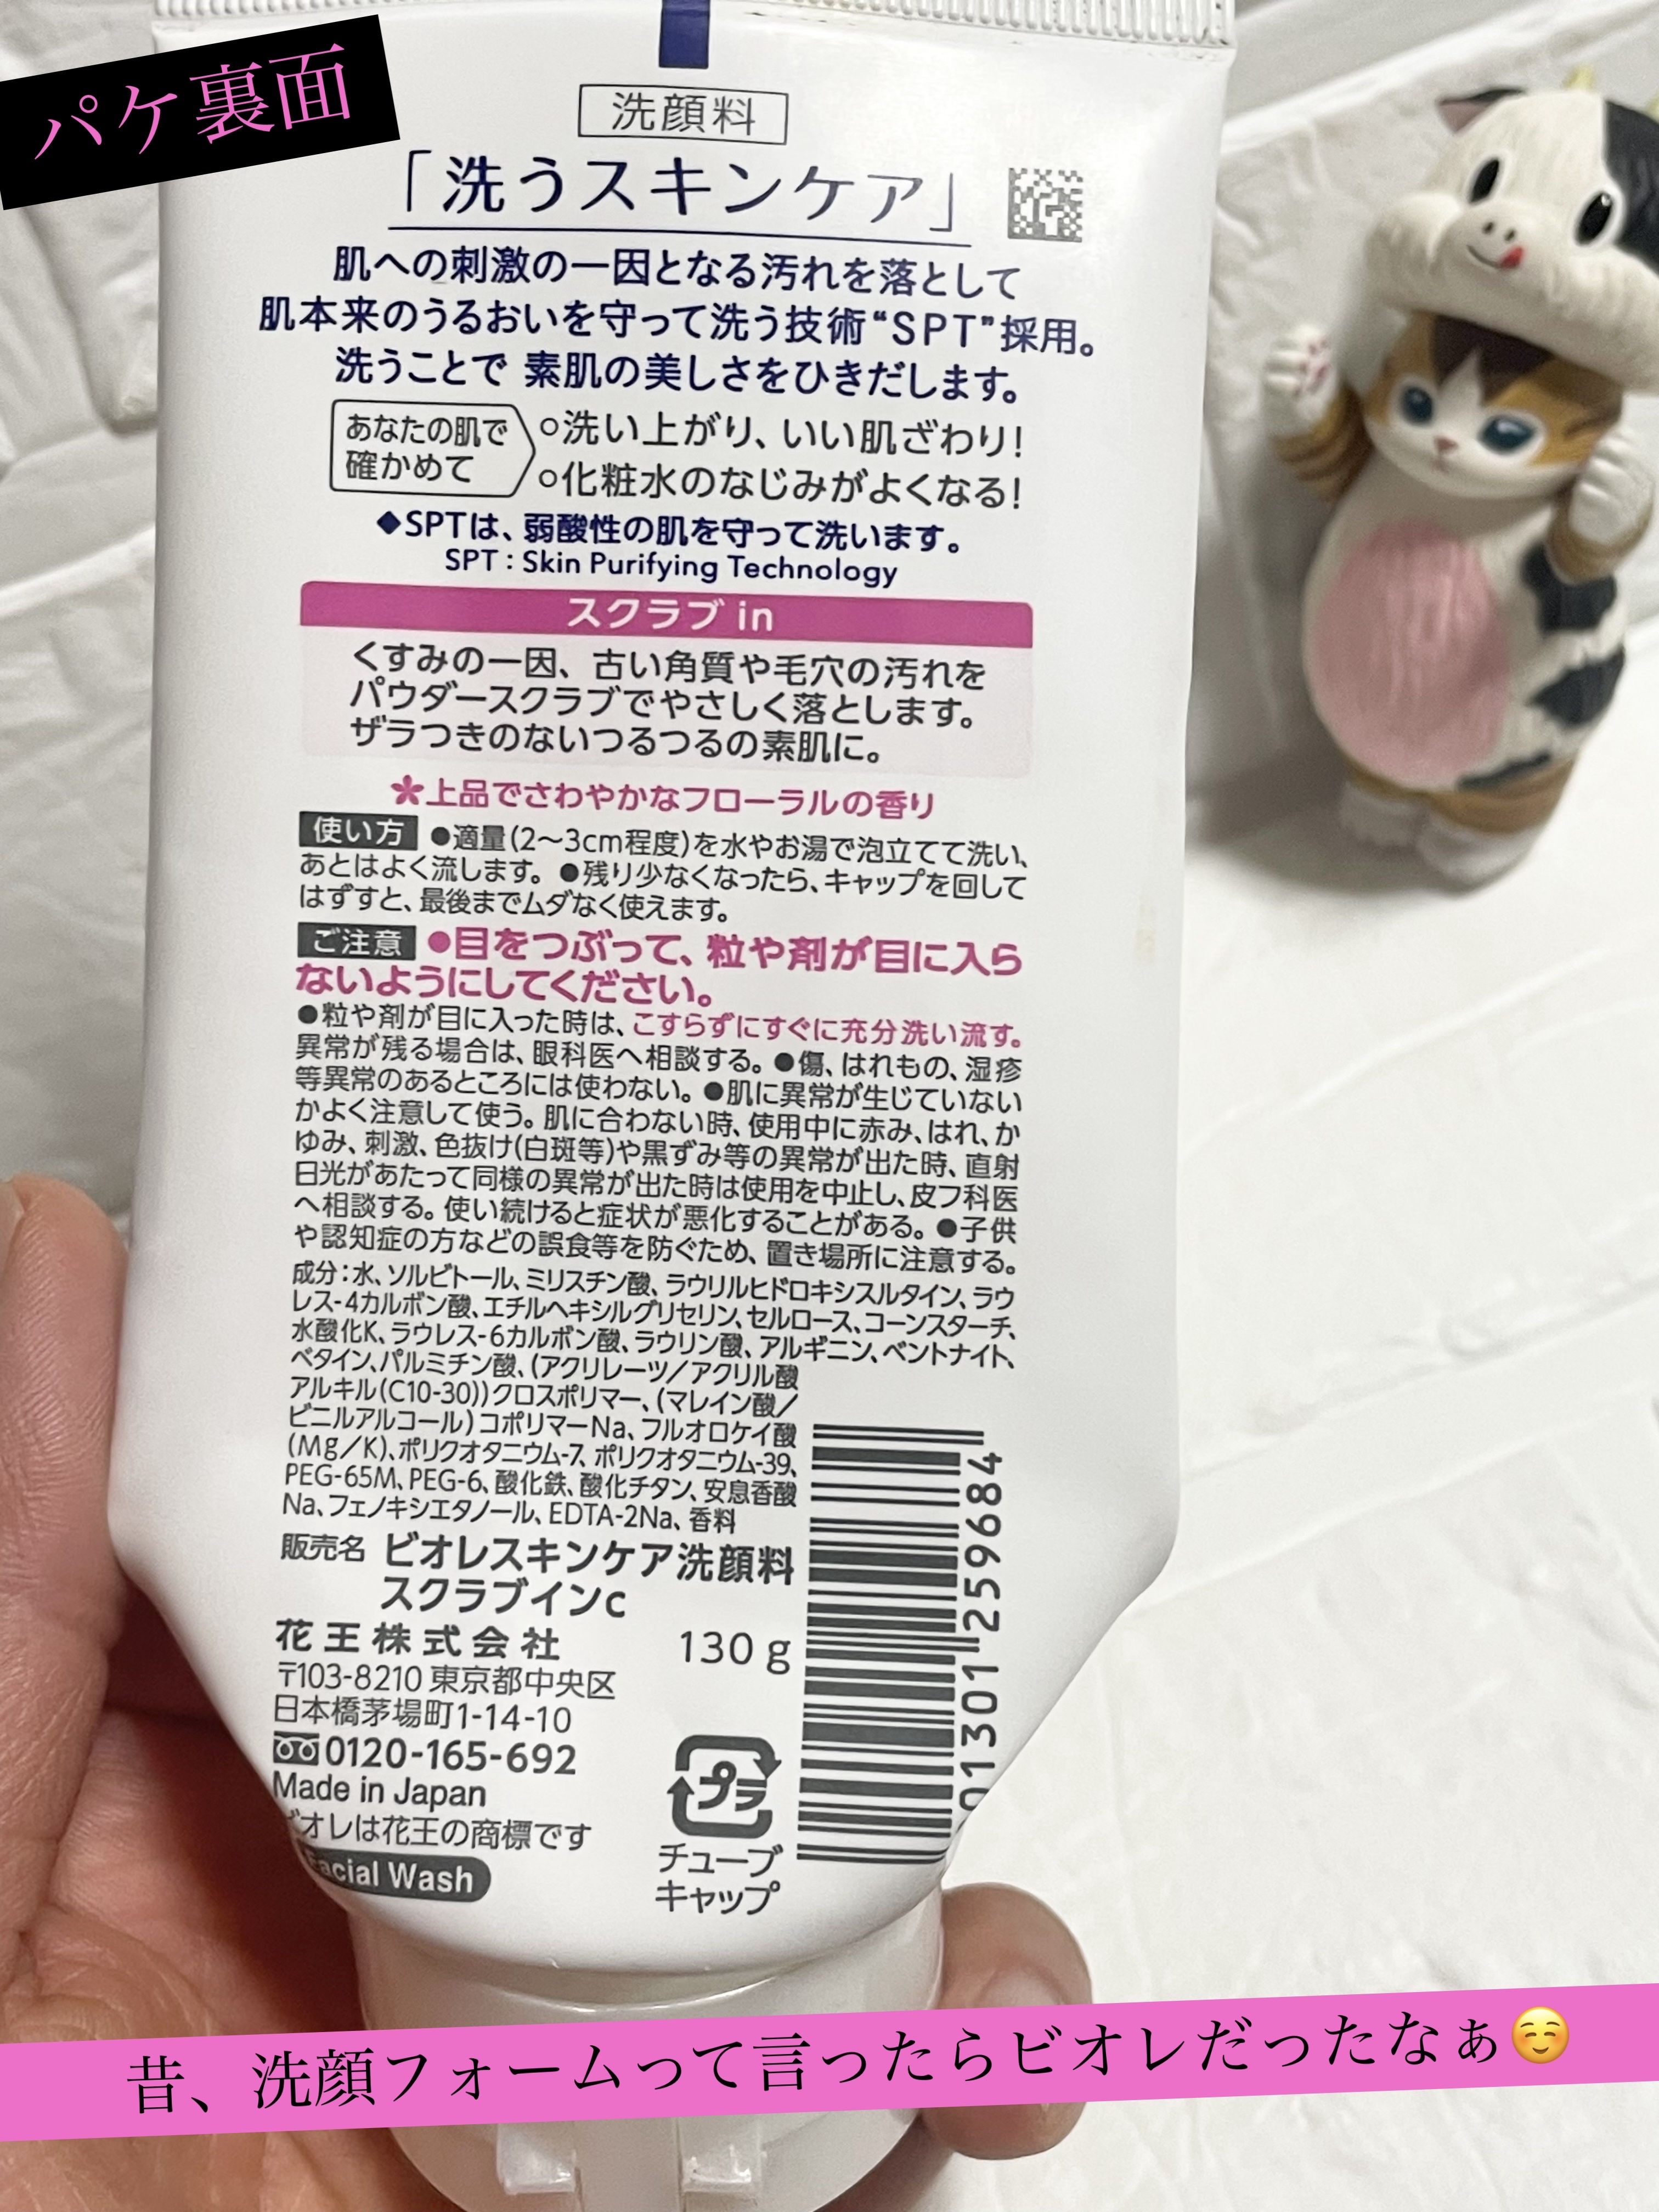 パケ裏面
洗顔料
「洗うスキンケア」
肌への刺激の一因となる汚れを落として
肌本来のうるおいを守って洗う技術“SPT”採用。
洗うことで 素肌の美しさをひきだします。
あなたの肌で
確かめて
○洗い上がり、いい肌ざわり!
○化粧水のなじみがよくなる!
◆SPTは、弱酸性の肌を守って洗います。
SPT：Skin Purifying Technology
スクラブ in
くすみの一因、古い角質や毛穴の汚れを
パウダースクラブでやさしく落とします。
ザラつきのないつるつるの素肌に。
上品でさわやかなフローラルの香り
使い方 ●適量(2〜3cm程度)を水やお湯で泡立てて洗い、
あとはよく流します。●残り少なくなったら、キャップを回して
はずすと、最後までムダなく使えます。
ご注意 ●目をつぶって、粒や剤が目に入ら
ないようにしてください。
●粒や剤が目に入った時は、こすらずにすぐに充分洗い流す。
異常が残る場合は、眼科医へ相談する。●傷、はれもの、湿疹
等異常のあるところには使わない。●肌に異常が生じていない
かよく注意して使う。肌に合わない時、使用中に赤み、はれ、か
ゆみ、刺激、色抜け(白斑等)や黒ずみ等の異常が出た時、直射
日光があたって同様の異常が出た時は使用を中止し、皮フ科医
へ相談する。使い続けると症状が悪化することがある。●子供
や認知症の方などの誤食等を防ぐため、置き場所に注意する。
成分：水、ソルビトール、ミリスチン酸、ラウリルヒドロキシスルタイン、ラウ
レス-4カルボン酸、エチルヘキシルグリセリン、セルロース、コーンスターチ、
水酸化K、ラウレス-6カルボン酸、ラウリン酸、アルギニン、ベントナイト、
ベタイン、パルミチン酸、(アクリレーツ／アクリル酸
アルキル(C10-30))クロスポリマー、(マレイン酸／
ビニルアルコール)コポリマーNa、フルオロケイ酸
(Mg／K)、ポリクオタニウム-7、ポリクオタニウム-39、
PEG-65M、PEG-6、酸化鉄、酸化チタン、安息香酸
Na、フェノキシエタノール、EDTA-2Na、香料
販売名 ビオレスキンケア洗顔料
スクラブインc
花王株式会社
130 g
〒103-8210 東京都中央区
日本橋茅場町1-14-10
0120-165-692
Made in Japan
ビオレは花王の商標です
Facial Wash
プラ
チューブ
キャップ
901301 259684
昔、洗顔フォームって言ったらビオレだったなぁ☺️